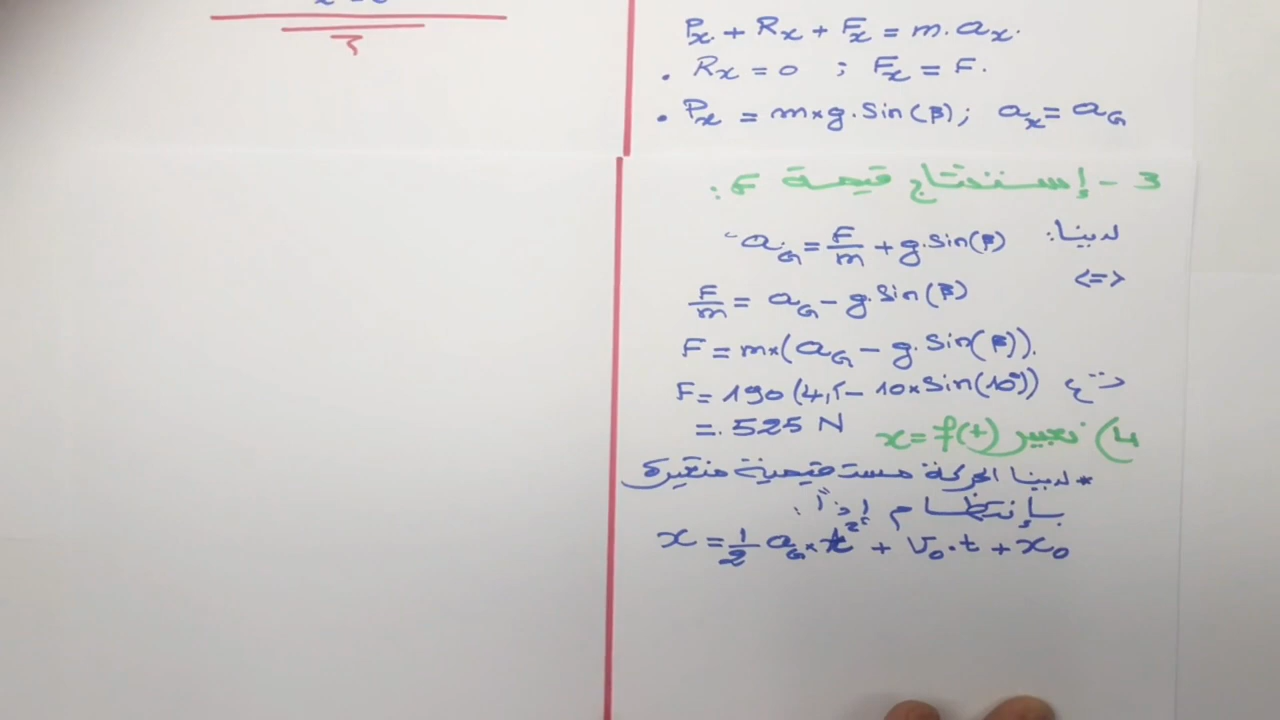 Px + Rx + Fx = m.ax.
. Rx = 0 ; Fx = F.
. Px = m×g.Sin(β); ax = aG
3 - إستنتاج قيمة F :
لدينا: aG = F/m + g.Sin(β)
<=>
F/m = aG - g.Sin(β)
F = m×(aG - g.Sin(β)).
F = 190 (4,5 - 10×Sin(10°)) ت ع
= 525 N
4) تعبير x = f(t)
* لدينا الحركة مستقيمية متغيرة
بإنتظام إذاً :
x = 1/2 aG × t² + V0 . t + x0